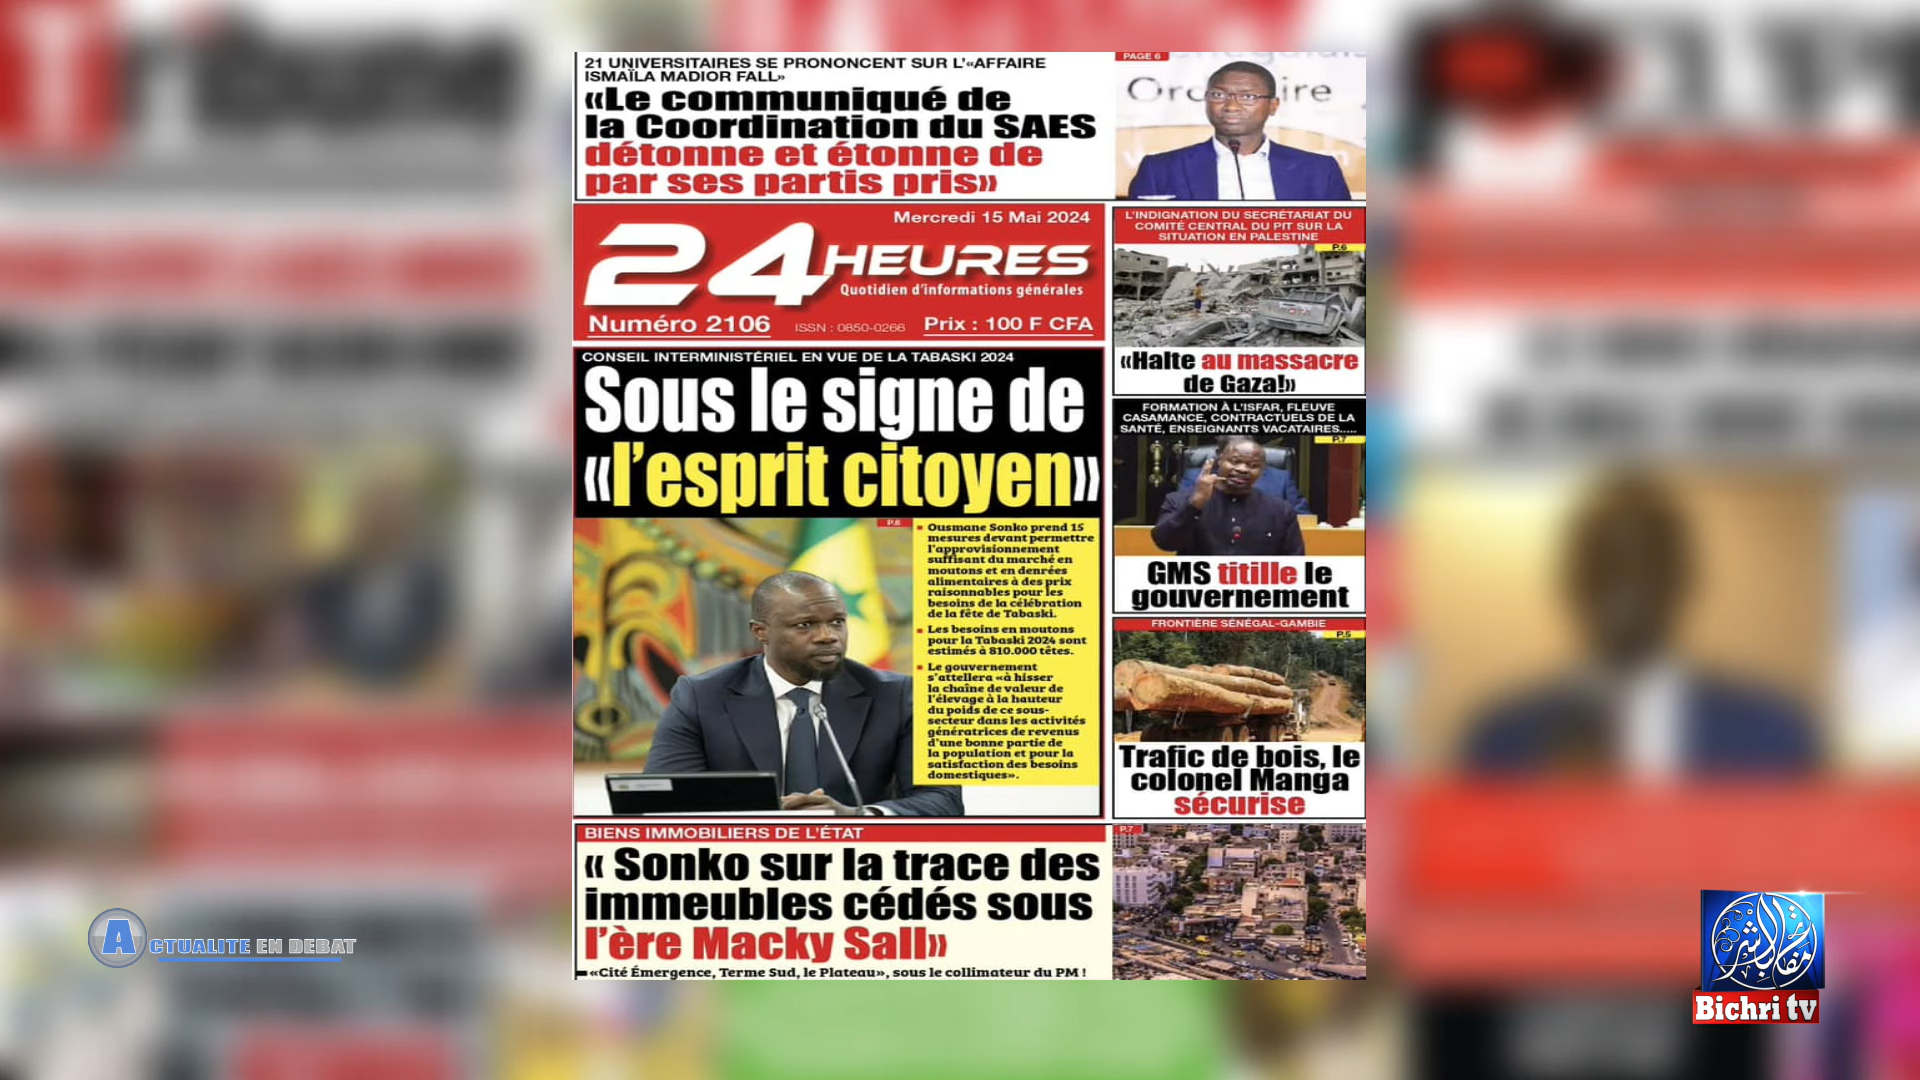 21 UNIVERSITAIRES SE PRONONCENT SUR L'«AFFAIRE
ISMAÏLA MADIOR FALL»
«Le communiqué de
la Coordination du SAES
détonne et étonne de
par ses partis pris»
PAGE 6
Mercredi 15 Mai 2024
24 HEURES
Quotidien d'informations générales
Numéro 2106
ISSN : 0850-0266
Prix : 100 F CFA
CONSEIL INTERMINISTÉRIEL EN VUE DE LA TABASKI 2024
Sous le signe de
«l'esprit citoyen»
Ousmane Sonko prend 15
mesures devant permettre
l'approvisionnement
suffisant du marché en
moutons et en denrées
alimentaires à des prix
raisonnables pour les
besoins de la célébration
de la fête de Tabaski.
Les besoins en moutons
pour la Tabaski 2024 sont
estimés à 810.000 têtes.
Le gouvernement
s'attellera «à hisser
la chaîne de valeur de
l'élevage à la hauteur
du poids de ce sous-
secteur dans les activités
génératrices de revenus
d'une bonne partie de
la population et pour la
satisfaction des besoins
domestiques».
L'INDIGNATION DU SECRÉTARIAT DU
COMITÉ CENTRAL DU PIT SUR LA
SITUATION EN PALESTINE
P.6
«Halte au massacre
de Gaza!»
FORMATION À L'ISFAR, FLEUVE
CASAMANCE, CONTRACTUELS DE LA
SANTÉ, ENSEIGNANTS VACATAIRES.....
P.7
GMS titille le
gouvernement
FRONTIÈRE SÉNÉGAL-GAMBIE
P.5
Trafic de bois, le
colonel Manga
sécurise
BIENS IMMOBILIERS DE L'ÉTAT
« Sonko sur la trace des
immeubles cédés sous
l'ère Macky Sall»
«Cité Émergence, Terme Sud, le Plateau», sous le collimateur du PM !
P.7
ACTUALITE EN DEBAT
Bichri tv